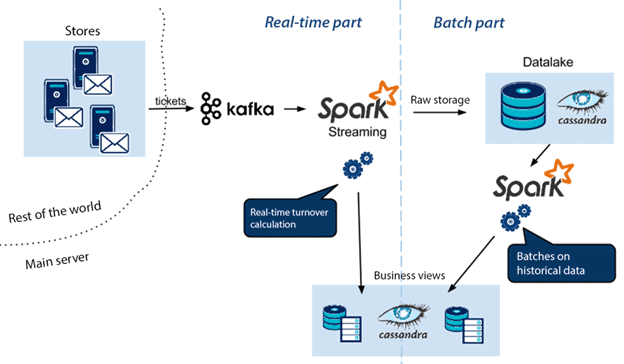 Real-time part
Batch part
Stores
Datalake
tickets
kafka
Spark
Streaming
Raw storage
cassandra
Spark
Rest of the world
Real-time turnover
calculation
Main server
Batches on
historical data
Business views
cassandra